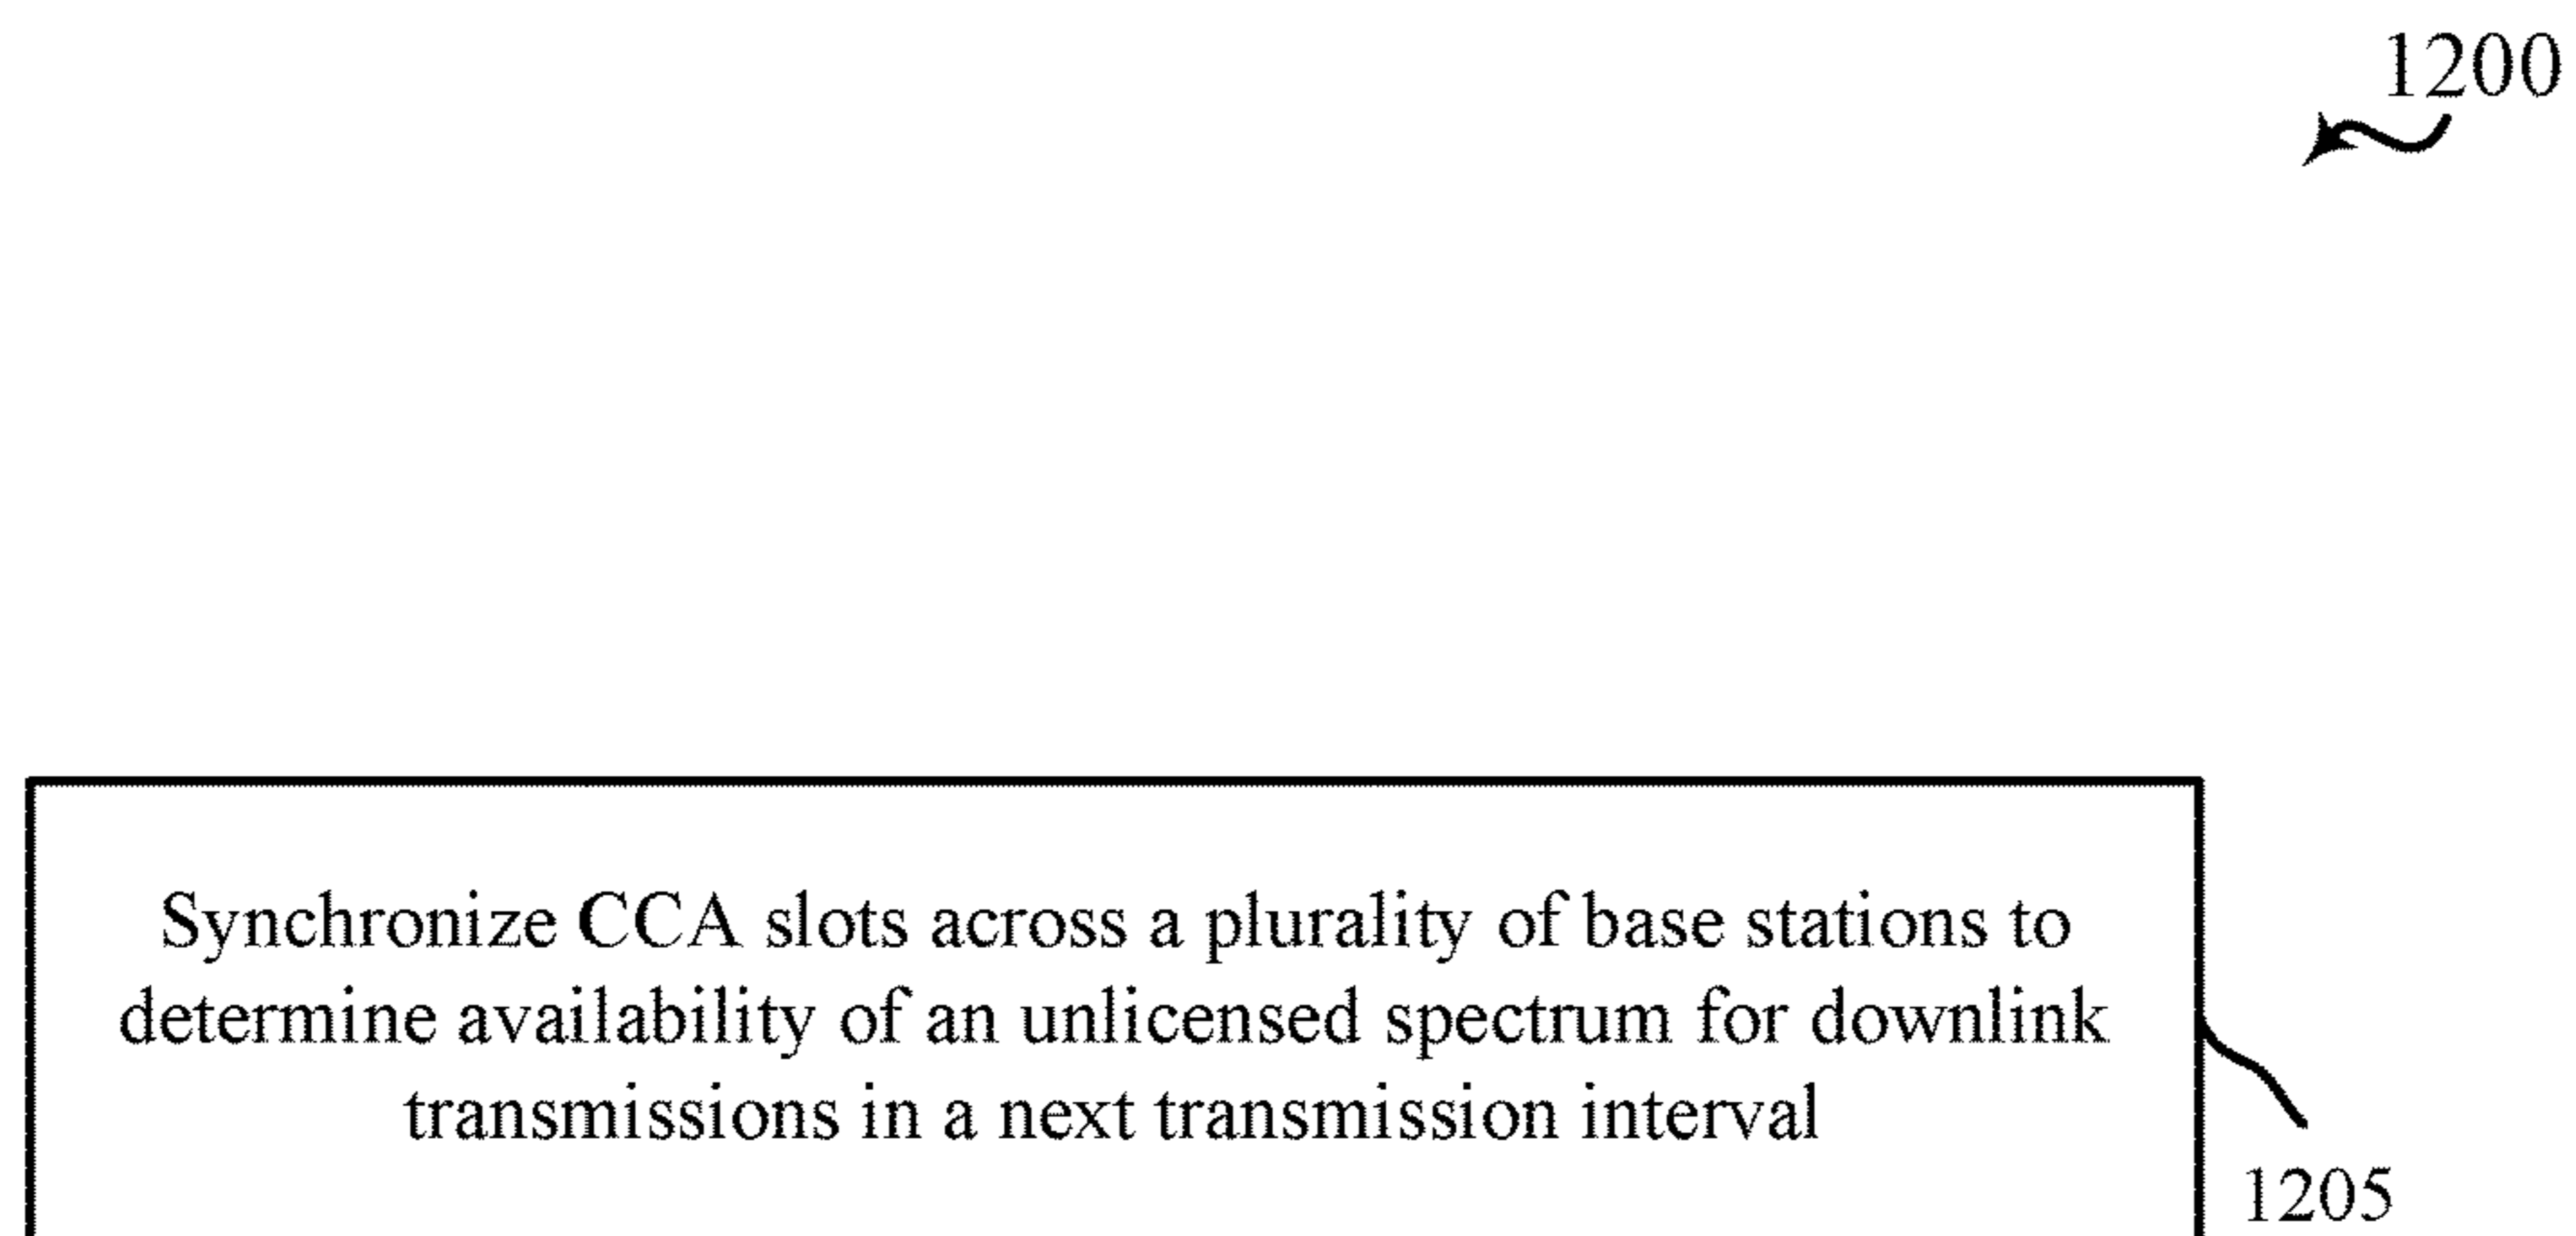 1200
Synchronize CCA slots across a plurality of base stations to
determine availability of an unlicensed spectrum for downlink
transmissions in a next transmission interval
1205